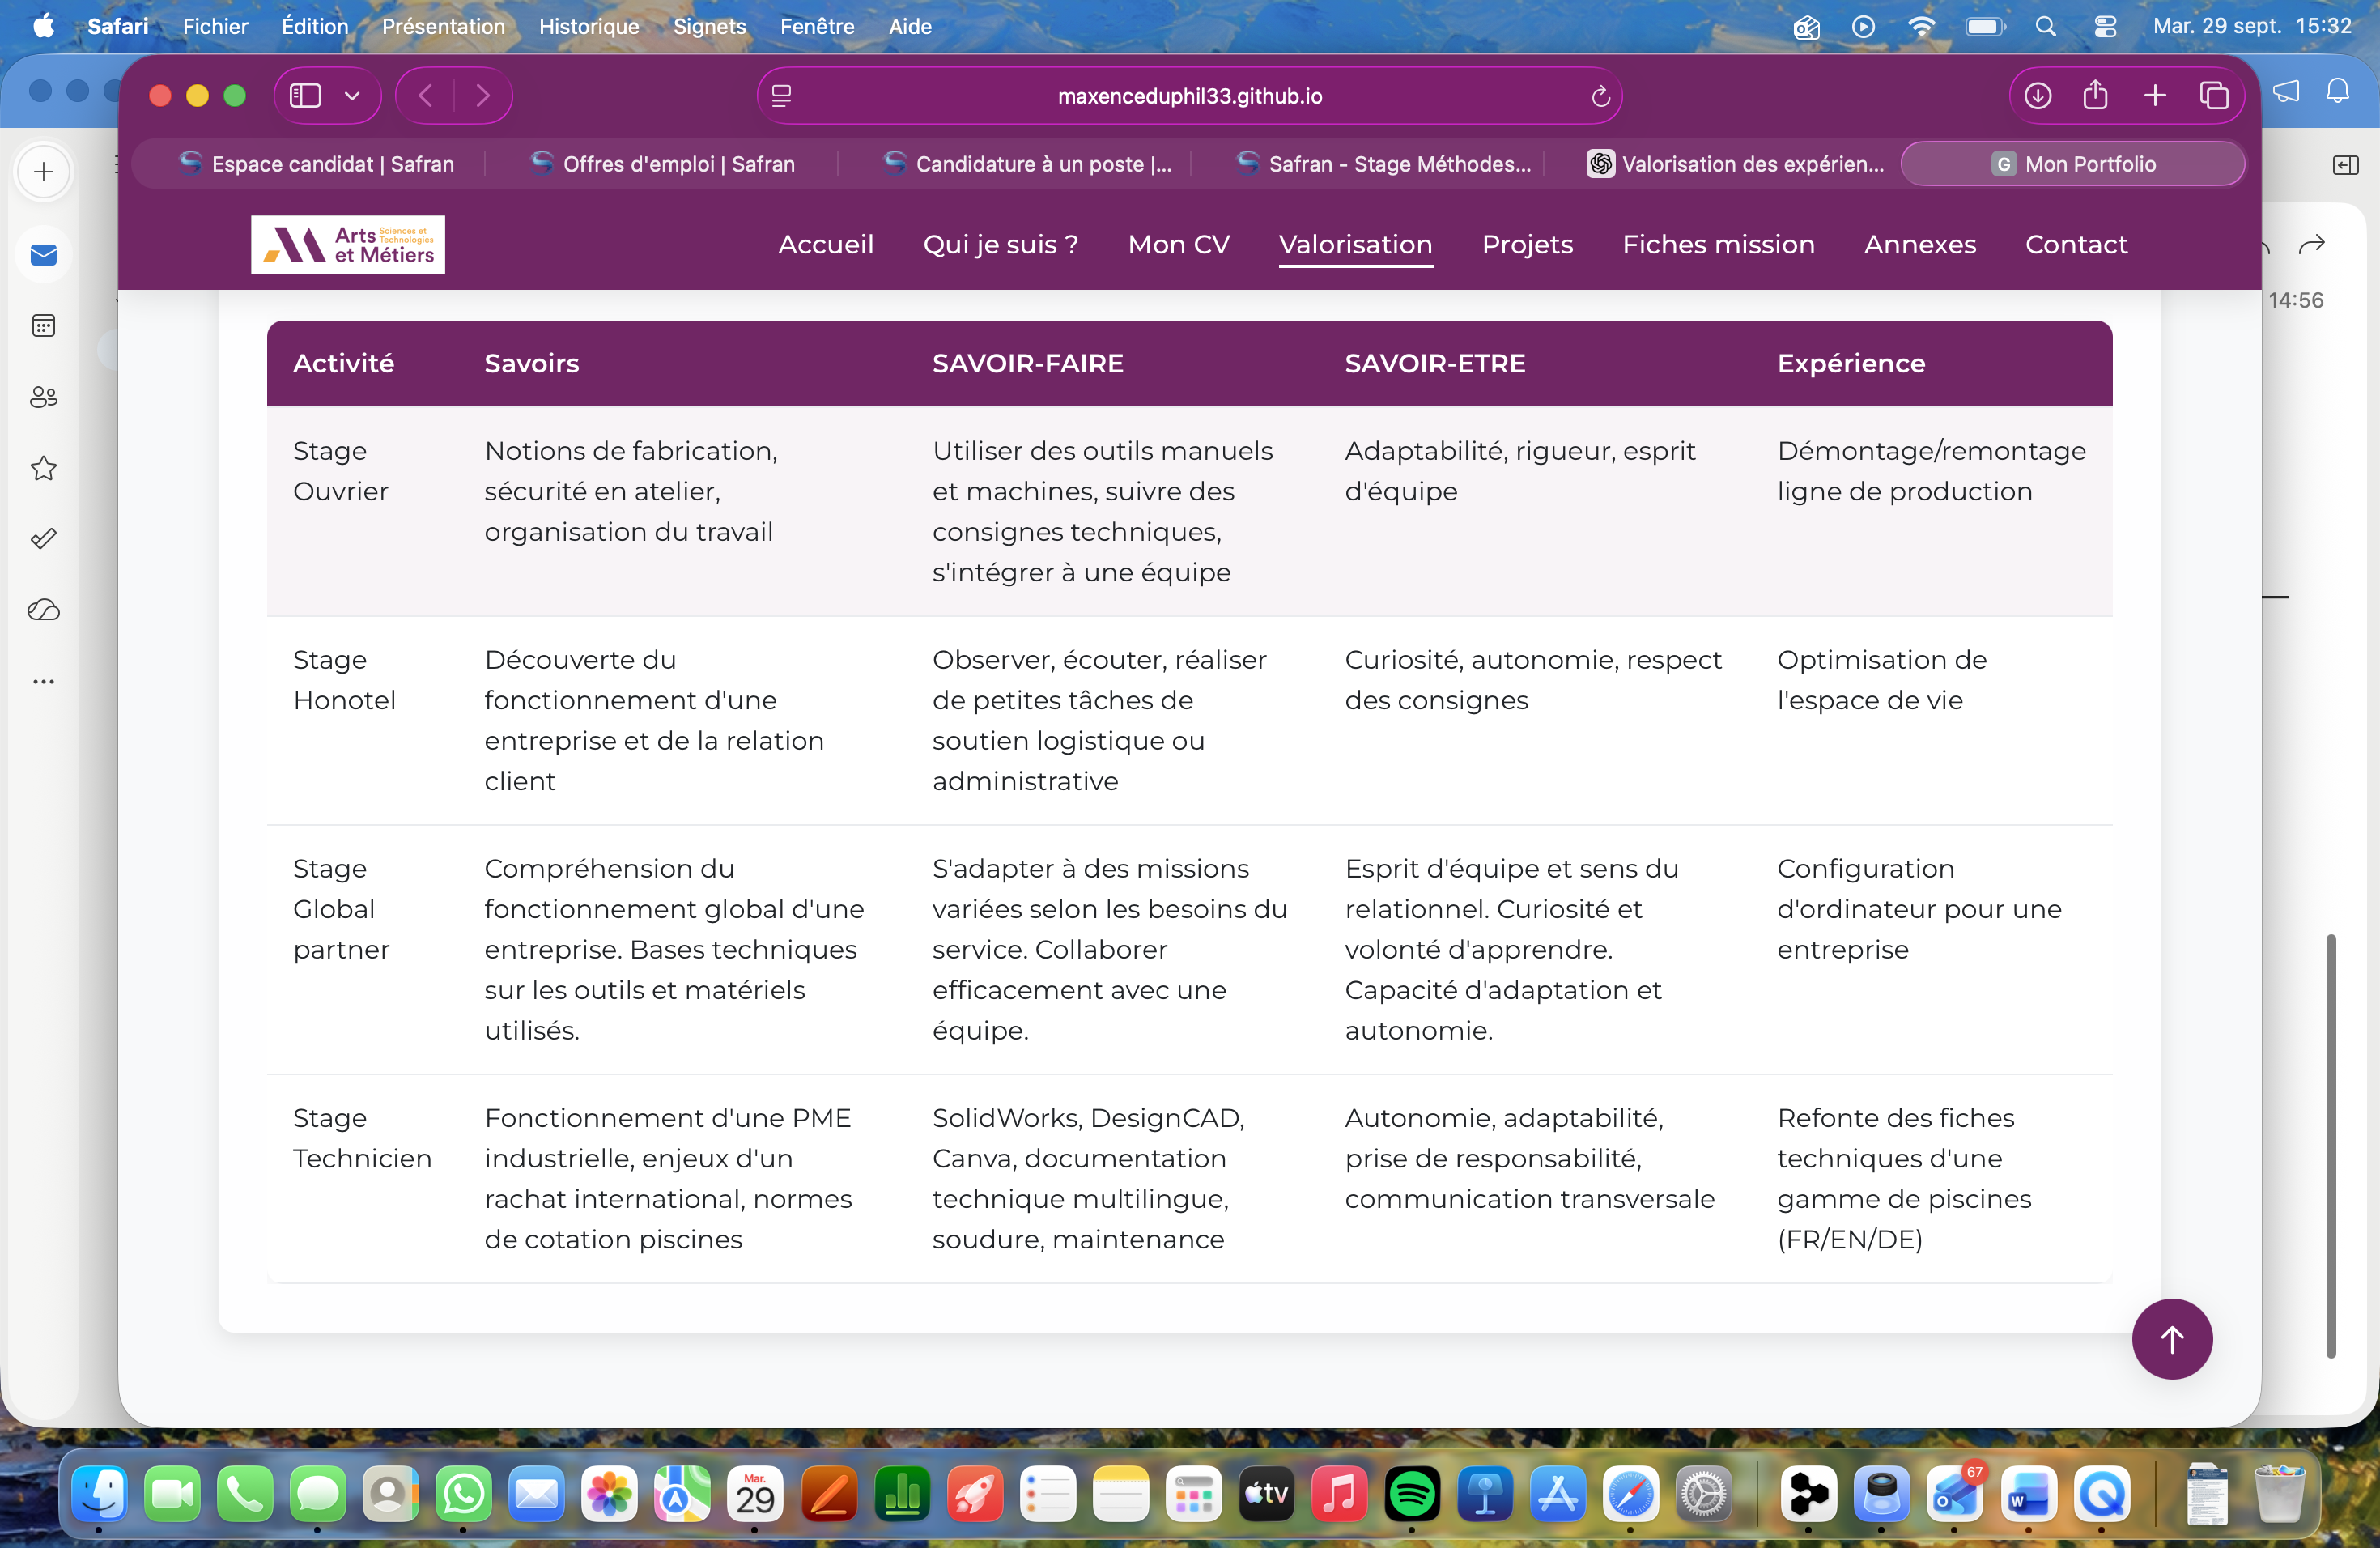 Safari Fichier Édition Présentation Historique Signets Fenêtre Aide Mar. 29 sept. 15:32
maxenceduphil33.github.io
Espace candidat | Safran Offres d'emploi | Safran Candidature à un poste |... Safran - Stage Méthodes... Valorisation des expérien... G Mon Portfolio
Arts et Métiers Sciences et Technologies
Accueil Qui je suis ? Mon CV Valorisation Projets Fiches mission Annexes Contact
14:56
Activité Savoirs SAVOIR-FAIRE SAVOIR-ETRE Expérience
Stage
Ouvrier
Notions de fabrication,
sécurité en atelier,
organisation du travail
Utiliser des outils manuels
et machines, suivre des
consignes techniques,
s'intégrer à une équipe
Adaptabilité, rigueur, esprit
d'équipe
Démontage/remontage
ligne de production
Stage
Honotel
Découverte du
fonctionnement d'une
entreprise et de la relation
client
Observer, écouter, réaliser
de petites tâches de
soutien logistique ou
administrative
Curiosité, autonomie, respect
des consignes
Optimisation de
l'espace de vie
Stage
Global
partner
Compréhension du
fonctionnement global d'une
entreprise. Bases techniques
sur les outils et matériels
utilisés.
S'adapter à des missions
variées selon les besoins du
service. Collaborer
efficacement avec une
équipe.
Esprit d'équipe et sens du
relationnel. Curiosité et
volonté d'apprendre.
Capacité d'adaptation et
autonomie.
Configuration
d'ordinateur pour une
entreprise
Stage
Technicien
Fonctionnement d'une PME
industrielle, enjeux d'un
rachat international, normes
de cotation piscines
SolidWorks, DesignCAD,
Canva, documentation
technique multilingue,
soudure, maintenance
Autonomie, adaptabilité,
prise de responsabilité,
communication transversale
Refonte des fiches
techniques d'une
gamme de piscines
(FR/EN/DE)
Mar.
29
tv
67
O
W